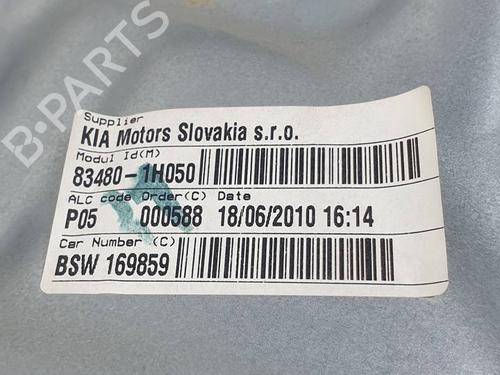 B-PARTS
Supplier
KIA Motors Slovakia s.r.o.
Modul Id(M)
83480-1H050
ALC code Order(C) Date
P05 000588 18/06/2010 16:14
Car Number (C)
BSW 169859